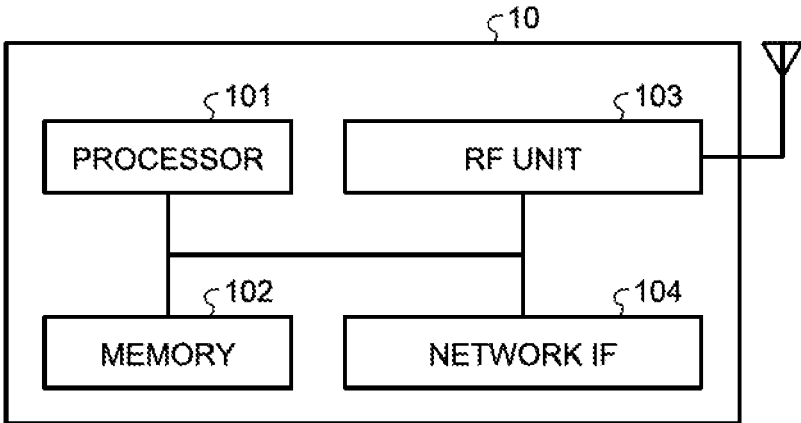 10
101
PROCESSOR
103
RF UNIT
102
MEMORY
104
NETWORK IF